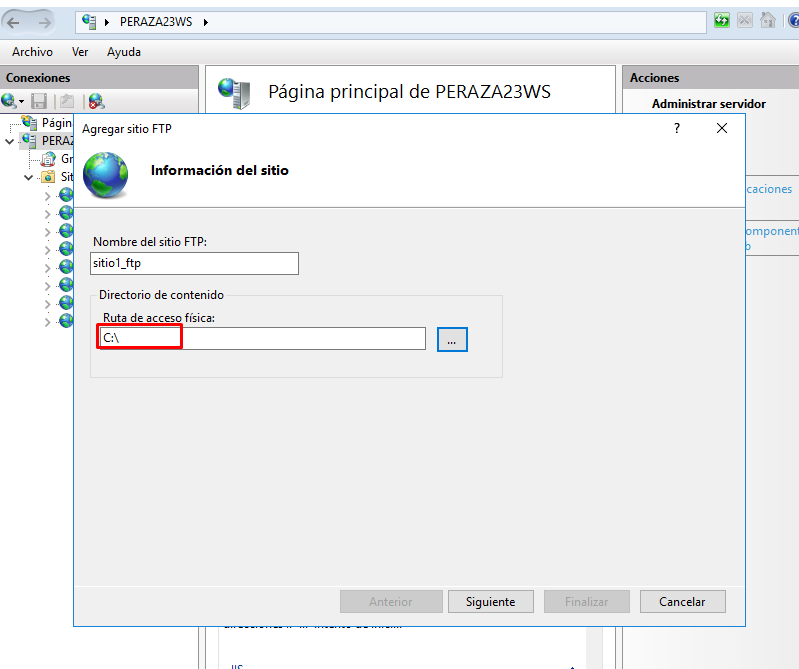 PERAZA23WS
Archivo Ver Ayuda
Conexiones
Página principal de PERAZA23WS
Acciones
Administrar servidor
Págin
PERAZ
Gr
Sit
Agregar sitio FTP
?
Información del sitio
caciones
omponent
Nombre del sitio FTP:
sitio1_ftp
Directorio de contenido
Ruta de acceso física:
C:\
...
Anterior
Siguiente
Finalizar
Cancelar
IIS